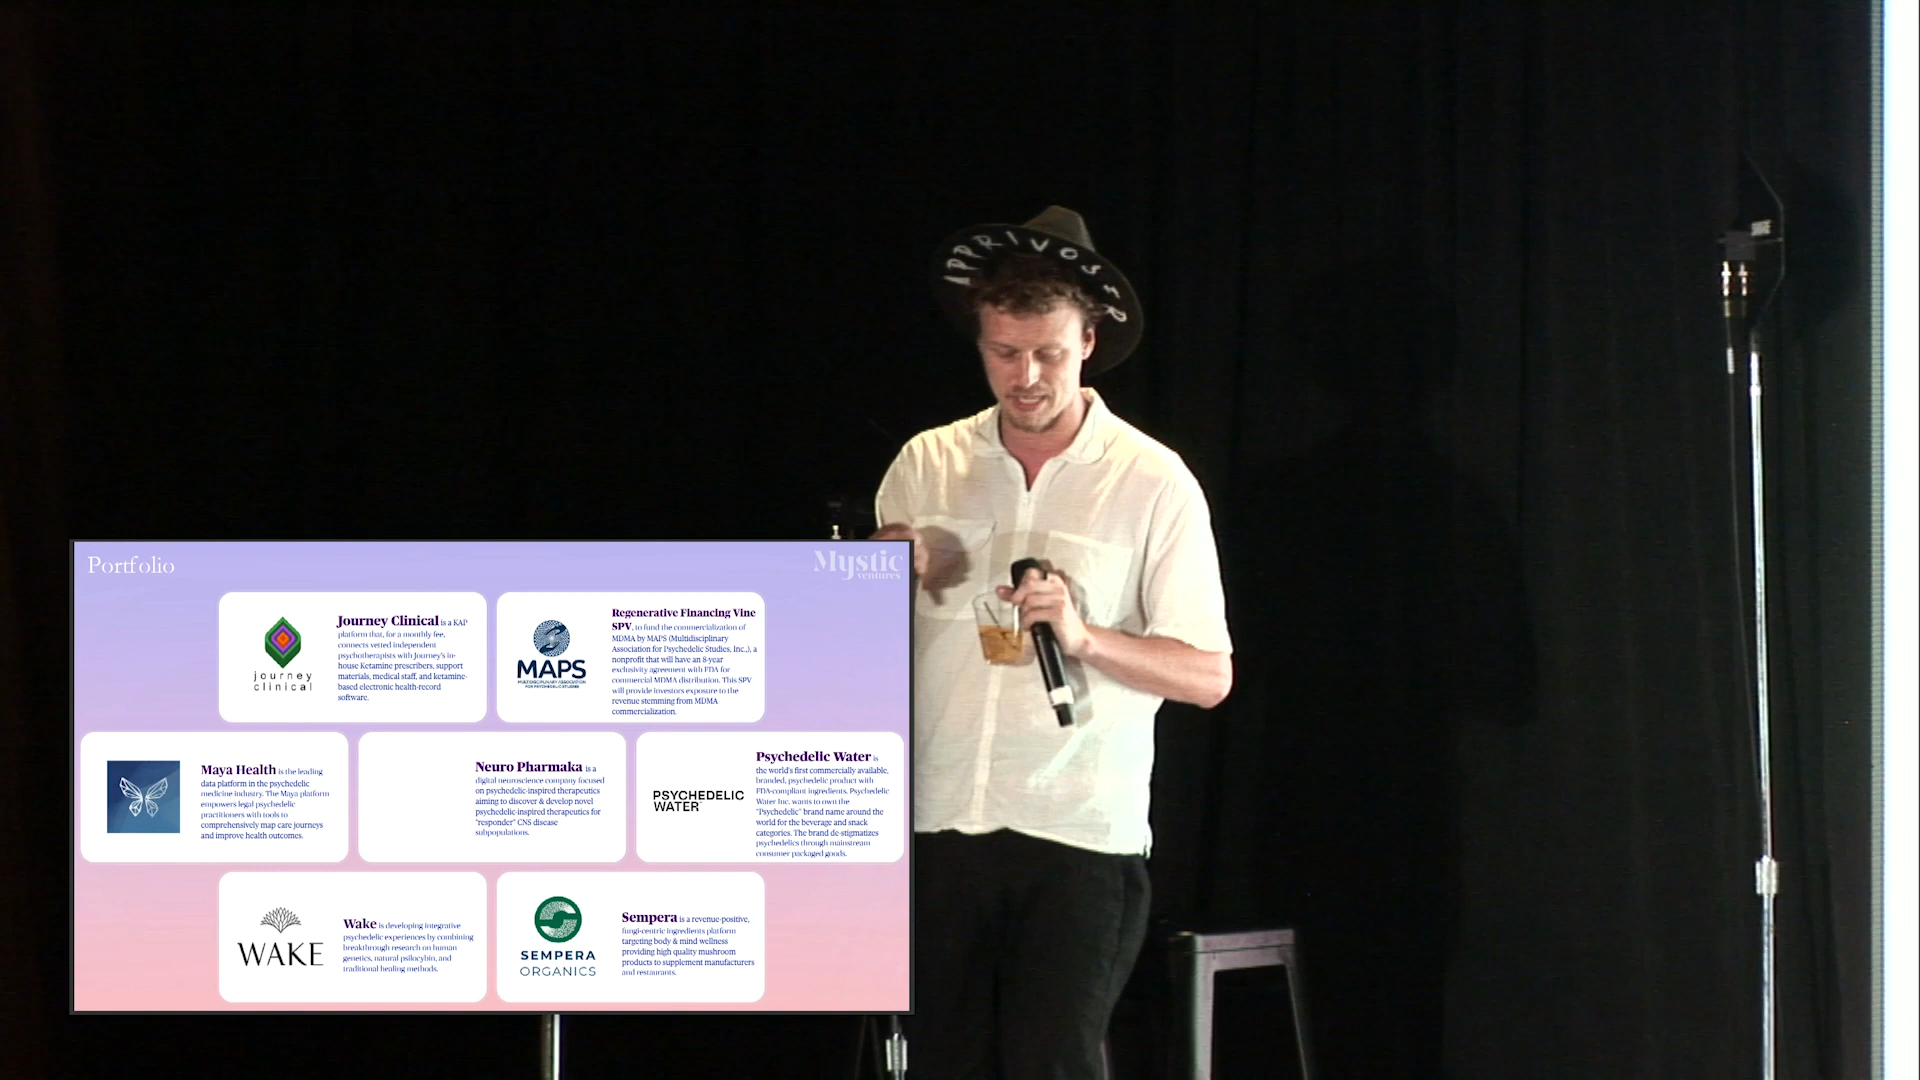 APPRIVOSER
Portfolio
Mystic
ventures
journey
clinical
Journey Clinical is a KAP
platform that, for a monthly fee,
connects vetted independent
psychotherapists with Journey's in-
house Ketamine prescribers, support
materials, medical staff, and ketamine-
based electronic health-record
software.
MAPS
MULTIDISCIPLINARY ASSOCIATION
FOR PSYCHEDELIC STUDIES
Regenerative Financing Vine
SPV, to fund the commercialization of
MDMA by MAPS (Multidisciplinary
Association for Psychedelic Studies, Inc.,), a
nonprofit that will have an 8-year
exclusivity agreement with FDA for
commercial MDMA distribution. This SPV
will provide investors exposure to the
revenue stemming from MDMA
commercialization.
Maya Health is the leading
data platform in the psychedelic
medicine industry. The Maya platform
empowers legal psychedelic
practitioners with tools to
comprehensively map care journeys
and improve health outcomes.
Neuro Pharmaka is a
digital neuroscience company focused
on psychedelic-inspired therapeutics
aiming to discover & develop novel
psychedelic-inspired therapeutics for
"responder" CNS disease
subpopulations.
PSYCHEDELIC
WATER
Psychedelic Water is
the world's first commercially available,
branded, psychedelic product with
FDA-compliant ingredients. Psychedelic
Water Inc. wants to own the
"Psychedelic" brand name around the
world for the beverage and snack
categories. The brand de-stigmatizes
psychedelics through mainstream
consumer packaged goods.
WAKE
Wake is developing integrative
psychedelic experiences by combining
breakthrough research on human
genetics, natural psilocybin, and
traditional healing methods.
SEMPERA
ORGANICS
Sempera is a revenue-positive,
fungi-centric ingredients platform
targeting body & mind wellness
providing high quality mushroom
products to supplement manufacturers
and restaurants.